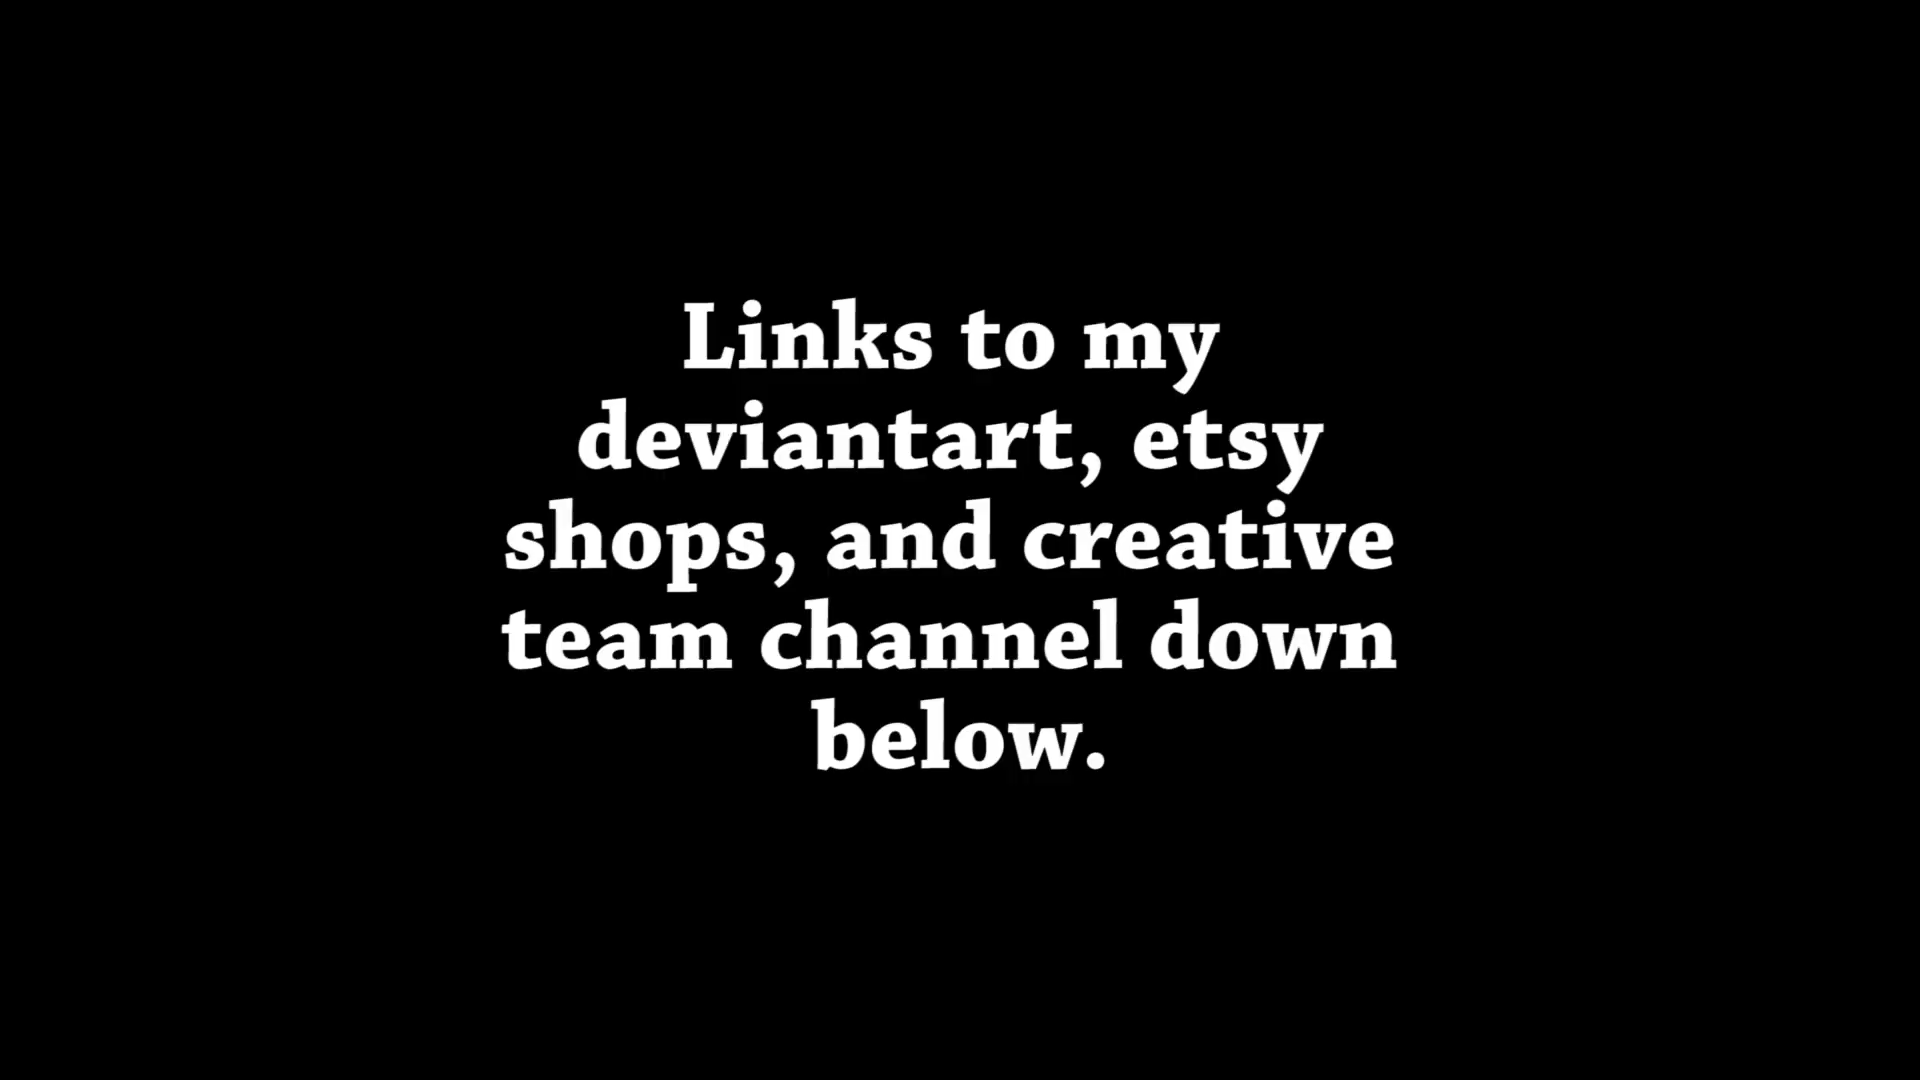 Links to my
deviantart, etsy
shops, and creative
team channel down
below.